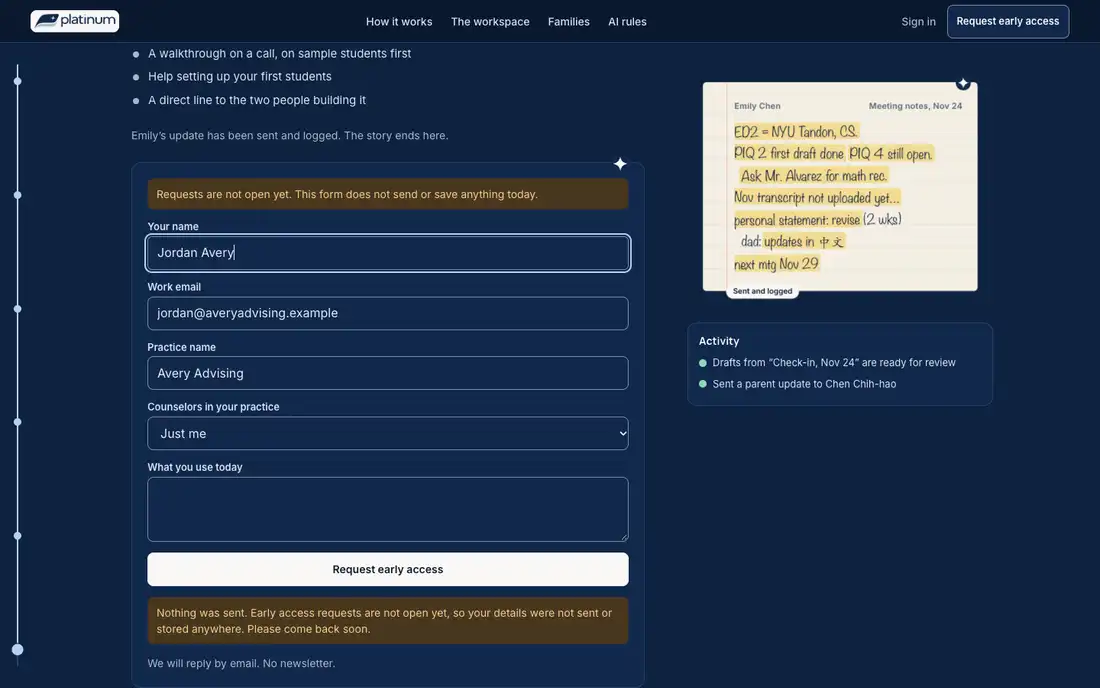 platinum
How it works
The workspace
Families
AI rules
Sign in
Request early access
A walkthrough on a call, on sample students first
Help setting up your first students
A direct line to the two people building it
Emily’s update has been sent and logged. The story ends here.
Requests are not open yet. This form does not send or save anything today.
Your name
Jordan Avery
Work email
jordan@averyadvising.example
Practice name
Avery Advising
Counselors in your practice
Just me
What you use today
Request early access
Nothing was sent. Early access requests are not open yet, so your details were not sent or
stored anywhere. Please come back soon.
We will reply by email. No newsletter.
Emily Chen
Meeting notes, Nov 24
ED2 = NYU Tandon, CS.
PIQ 2 first draft done PIQ 4 still open.
Ask Mr. Alvarez for math rec.
Nov transcript not uploaded yet...
personal statement: revise (2 wks)
dad: updates in 中文
next mtg Nov 29
Sent and logged
Activity
Drafts from “Check-in, Nov 24” are ready for review
Sent a parent update to Chen Chih-hao